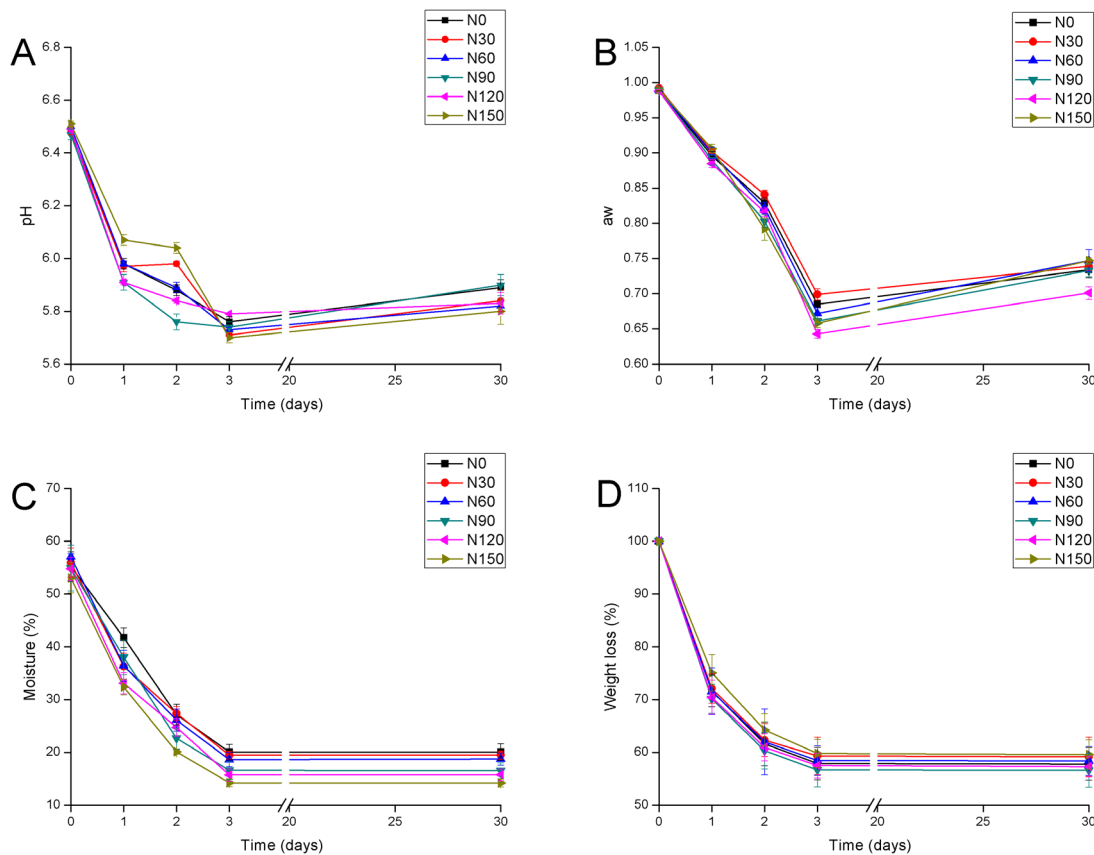 A
6.8
6.6
6.4
6.2
6.0
5.8
5.6
pH
0
1
2
3
20
25
30
Time (days)
N0
N30
N60
N90
N120
N150
B
1.05
1.00
0.95
0.90
0.85
0.80
0.75
0.70
0.65
0.60
aw
0
1
2
3
20
25
30
Time (days)
N0
N30
N60
N90
N120
N150
C
70
60
50
40
30
20
10
Moisture (%)
0
1
2
3
20
25
30
Time (days)
N0
N30
N60
N90
N120
N150
D
110
100
90
80
70
60
50
Weight loss (%)
0
1
2
3
20
25
30
Time (days)
N0
N30
N60
N90
N120
N150